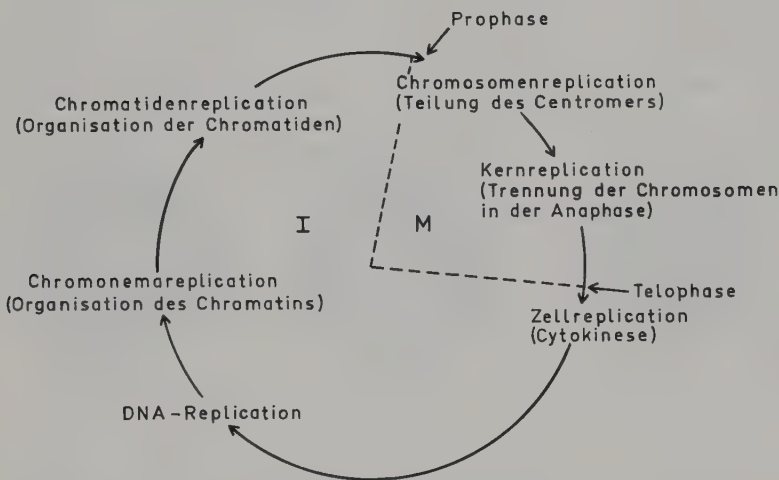 Prophase
Chromosomenreplication
(Teilung des Centromers)
Chromatidenreplication
(Organisation der Chromatiden)
Kernreplication
(Trennung der Chromosomen
in der Anaphase)
I
M
Chromonemareplication
(Organisation des Chromatins)
Telophase
Zellreplication
(Cytokinese)
DNA-Replication